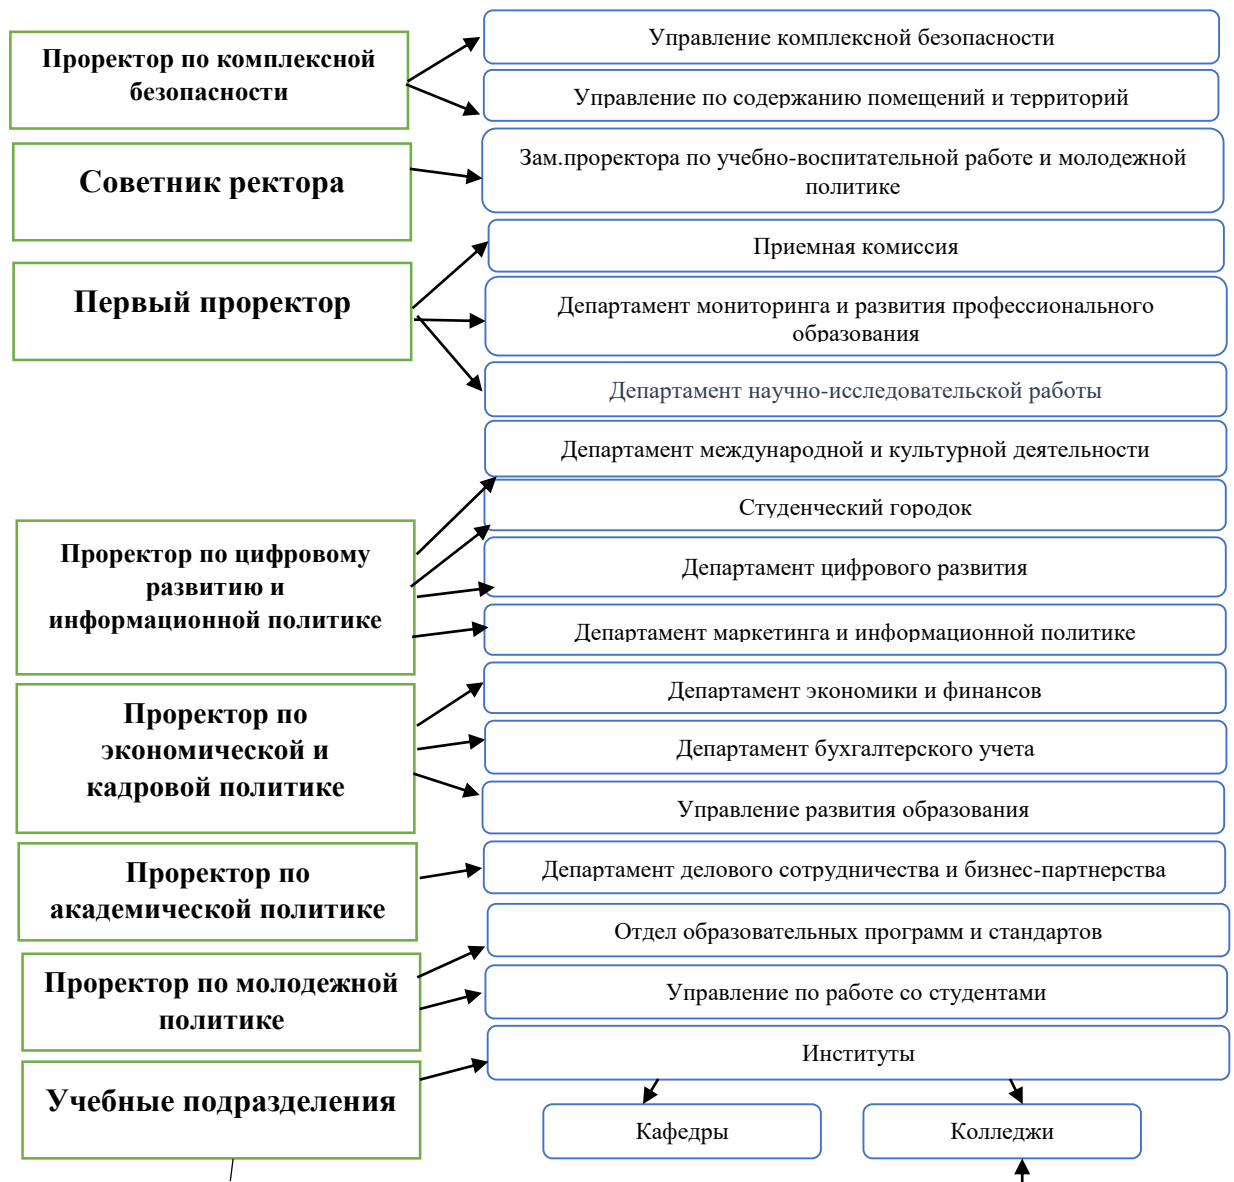 Проректор по комплексной
безопасности
Управление комплексной безопасности
Управление по содержанию помещений и территорий
Советник ректора
Зам.проректора по учебно-воспитательной работе и молодежной
политике
Первый проректор
Приемная комиссия
Департамент мониторинга и развития профессионального
образования
Департамент научно-исследовательской работы
Департамент международной и культурной деятельности
Студенческий городок
Проректор по цифровому
развитию и
информационной политике
Департамент цифрового развития
Департамент маркетинга и информационной политике
Проректор по
экономической и
кадровой политике
Департамент экономики и финансов
Департамент бухгалтерского учета
Управление развития образования
Проректор по
академической политике
Департамент делового сотрудничества и бизнес-партнерства
Проректор по молодежной
политике
Отдел образовательных программ и стандартов
Управление по работе со студентами
Учебные подразделения
Институты
Кафедры
Колледжи